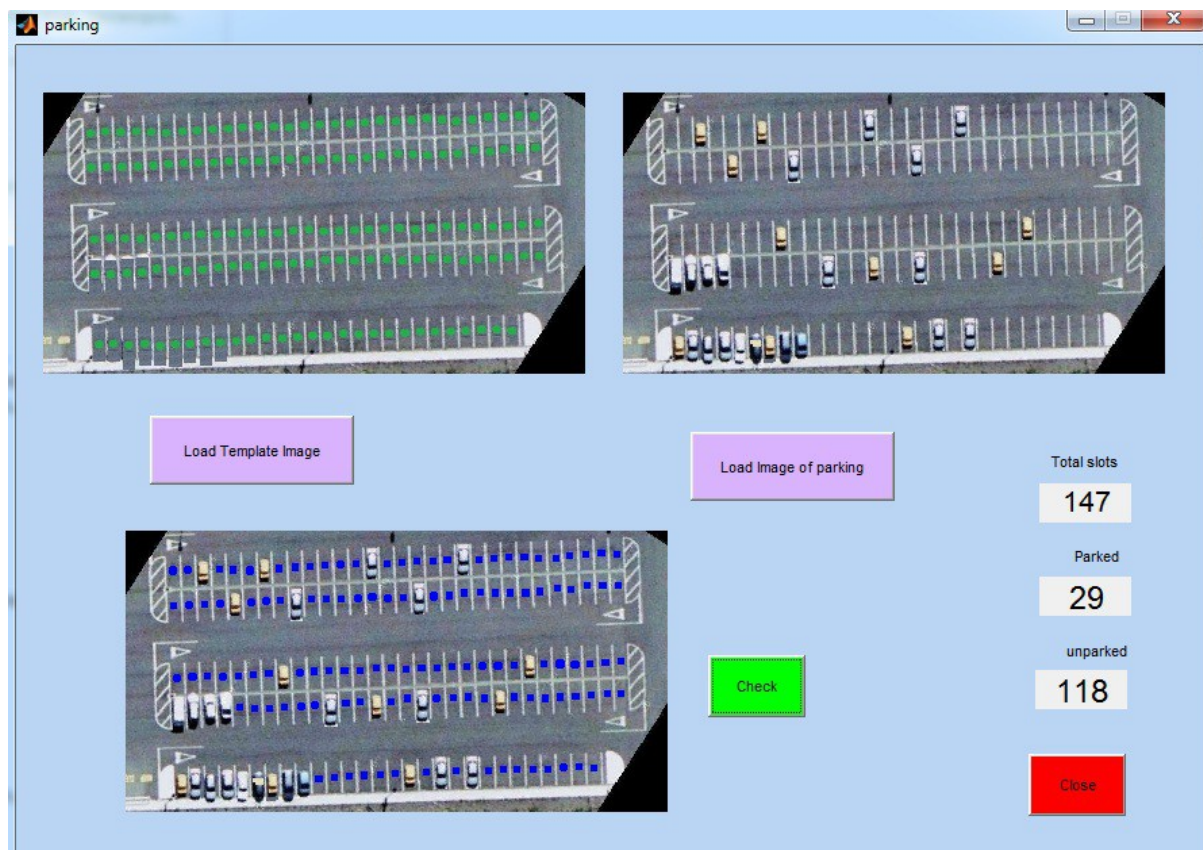 parking
Load Template Image
Load Image of parking
Total slots
147
Parked
29
unparked
118
Check
Close